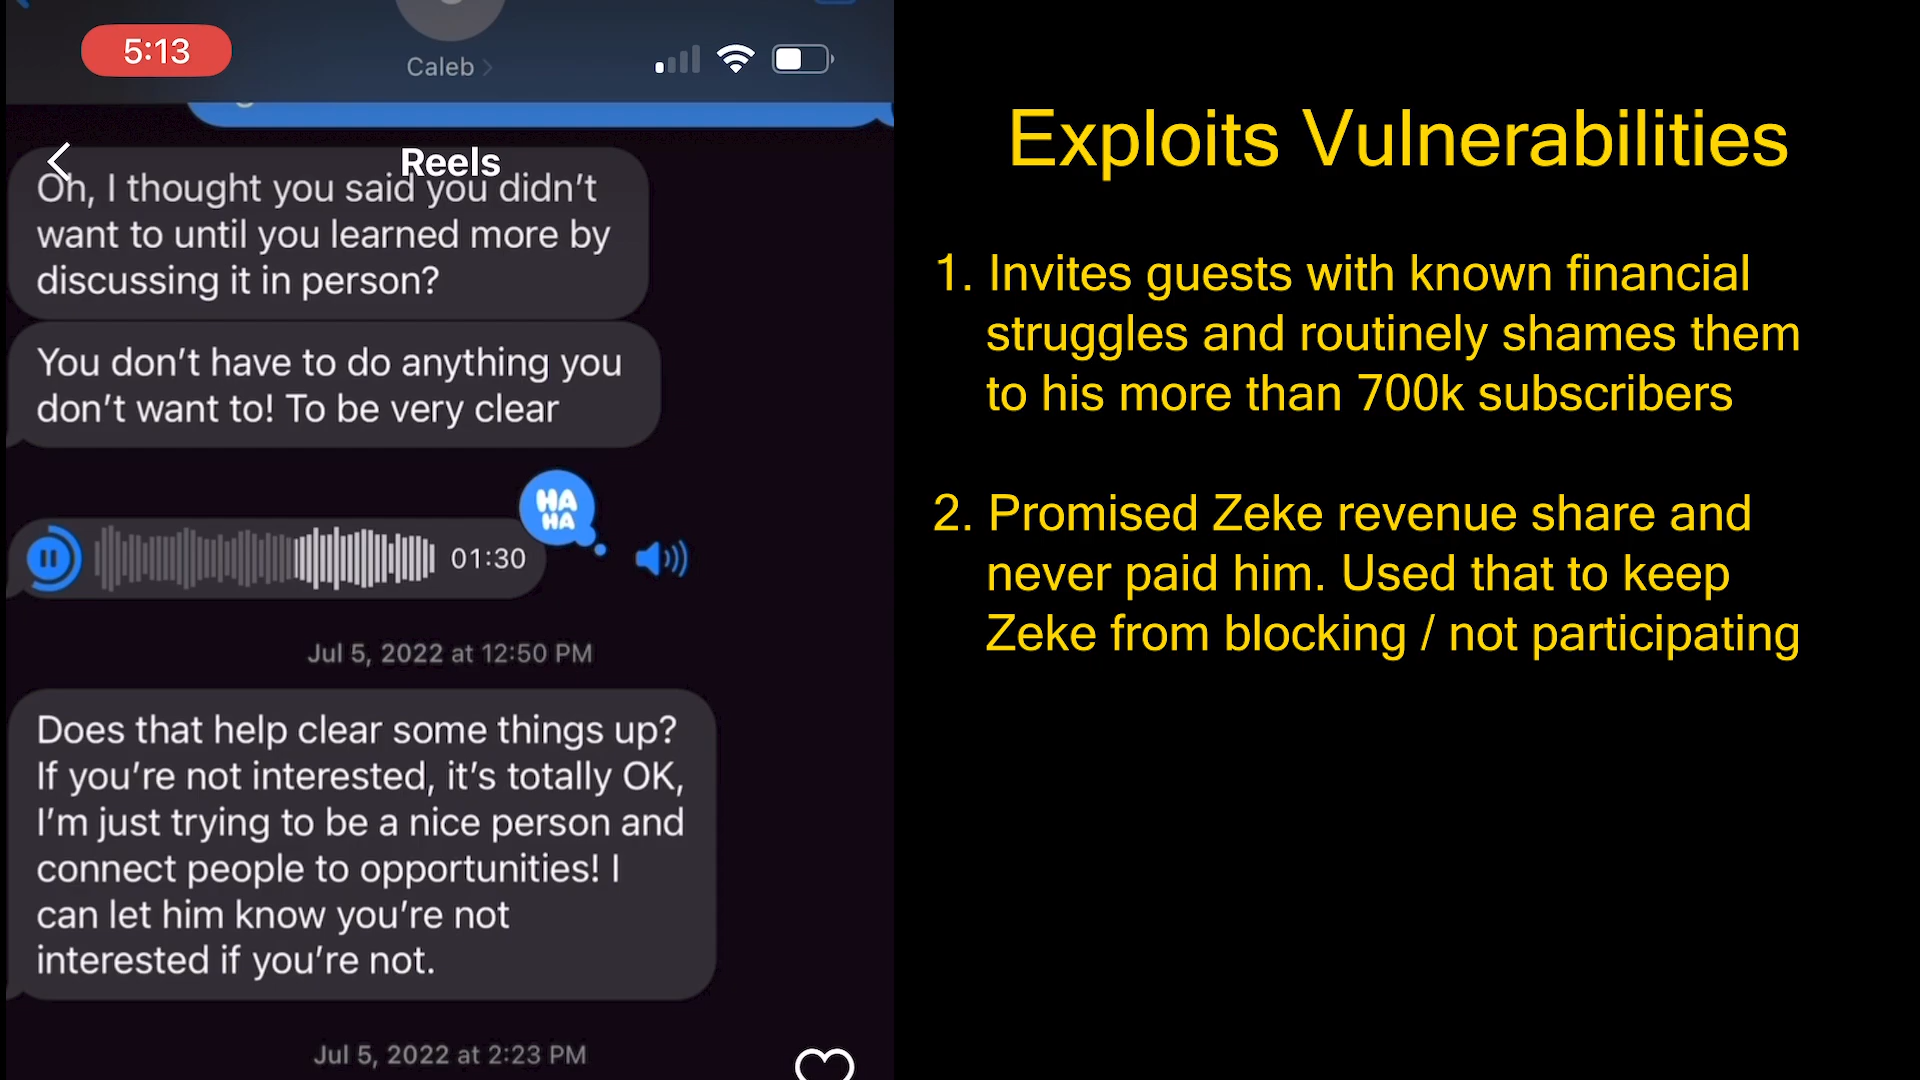 5:13
Caleb
Reels
Oh, I thought you said you didn't
want to until you learned more by
discussing it in person?
You don't have to do anything you
don't want to! To be very clear
HA
HA
01:30
Jul 5, 2022 at 12:50 PM
Does that help clear some things up?
If you're not interested, it's totally OK,
I'm just trying to be a nice person and
connect people to opportunities! I
can let him know you're not
interested if you're not.
Jul 5, 2022 at 2:23 PM
Exploits Vulnerabilities
1. Invites guests with known financial
struggles and routinely shames them
to his more than 700k subscribers
2. Promised Zeke revenue share and
never paid him. Used that to keep
Zeke from blocking / not participating